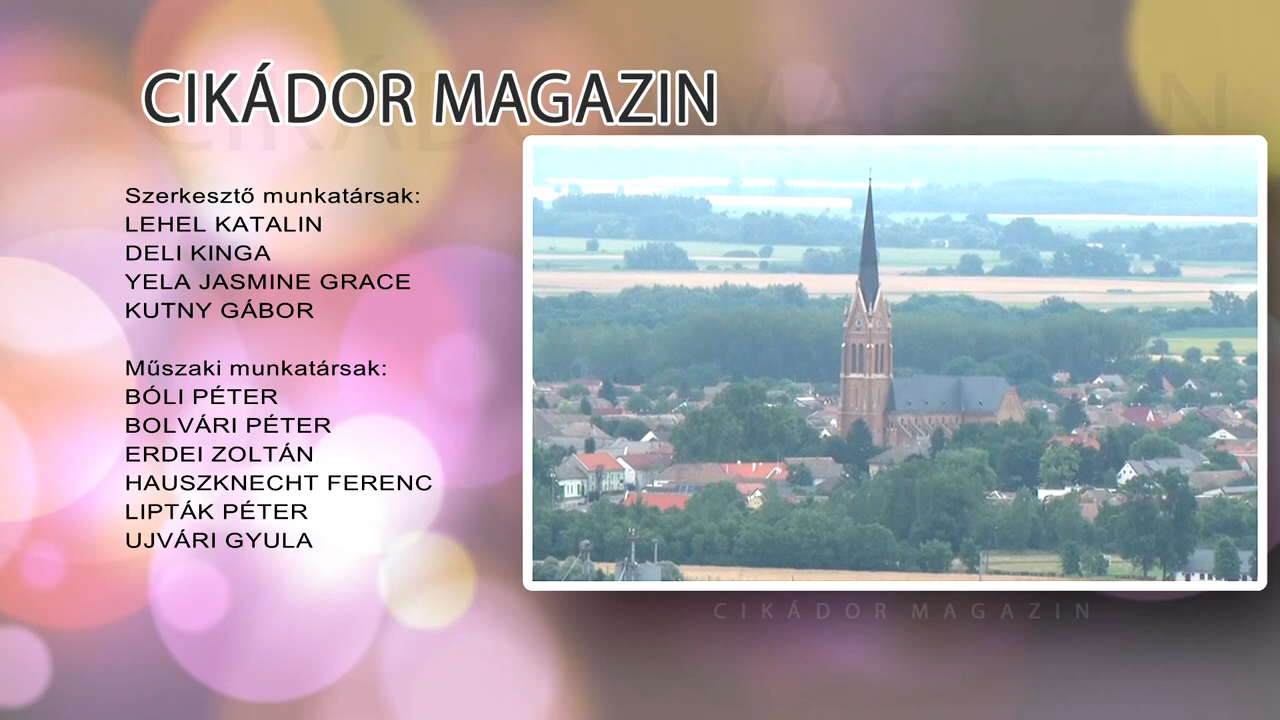 CIKÁDOR MAGAZIN
Szerkesztő munkatársak:
LEHEL KATALIN
DELI KINGA
YELA JASMINE GRACE
KUTNY GÁBOR
Műszaki munkatársak:
BÓLI PÉTER
BOLVÁRI PÉTER
ERDEI ZOLTÁN
HAUSZKNECHT FERENC
LIPTÁK PÉTER
UJVÁRI GYULA
CIKÁDOR MAGAZIN